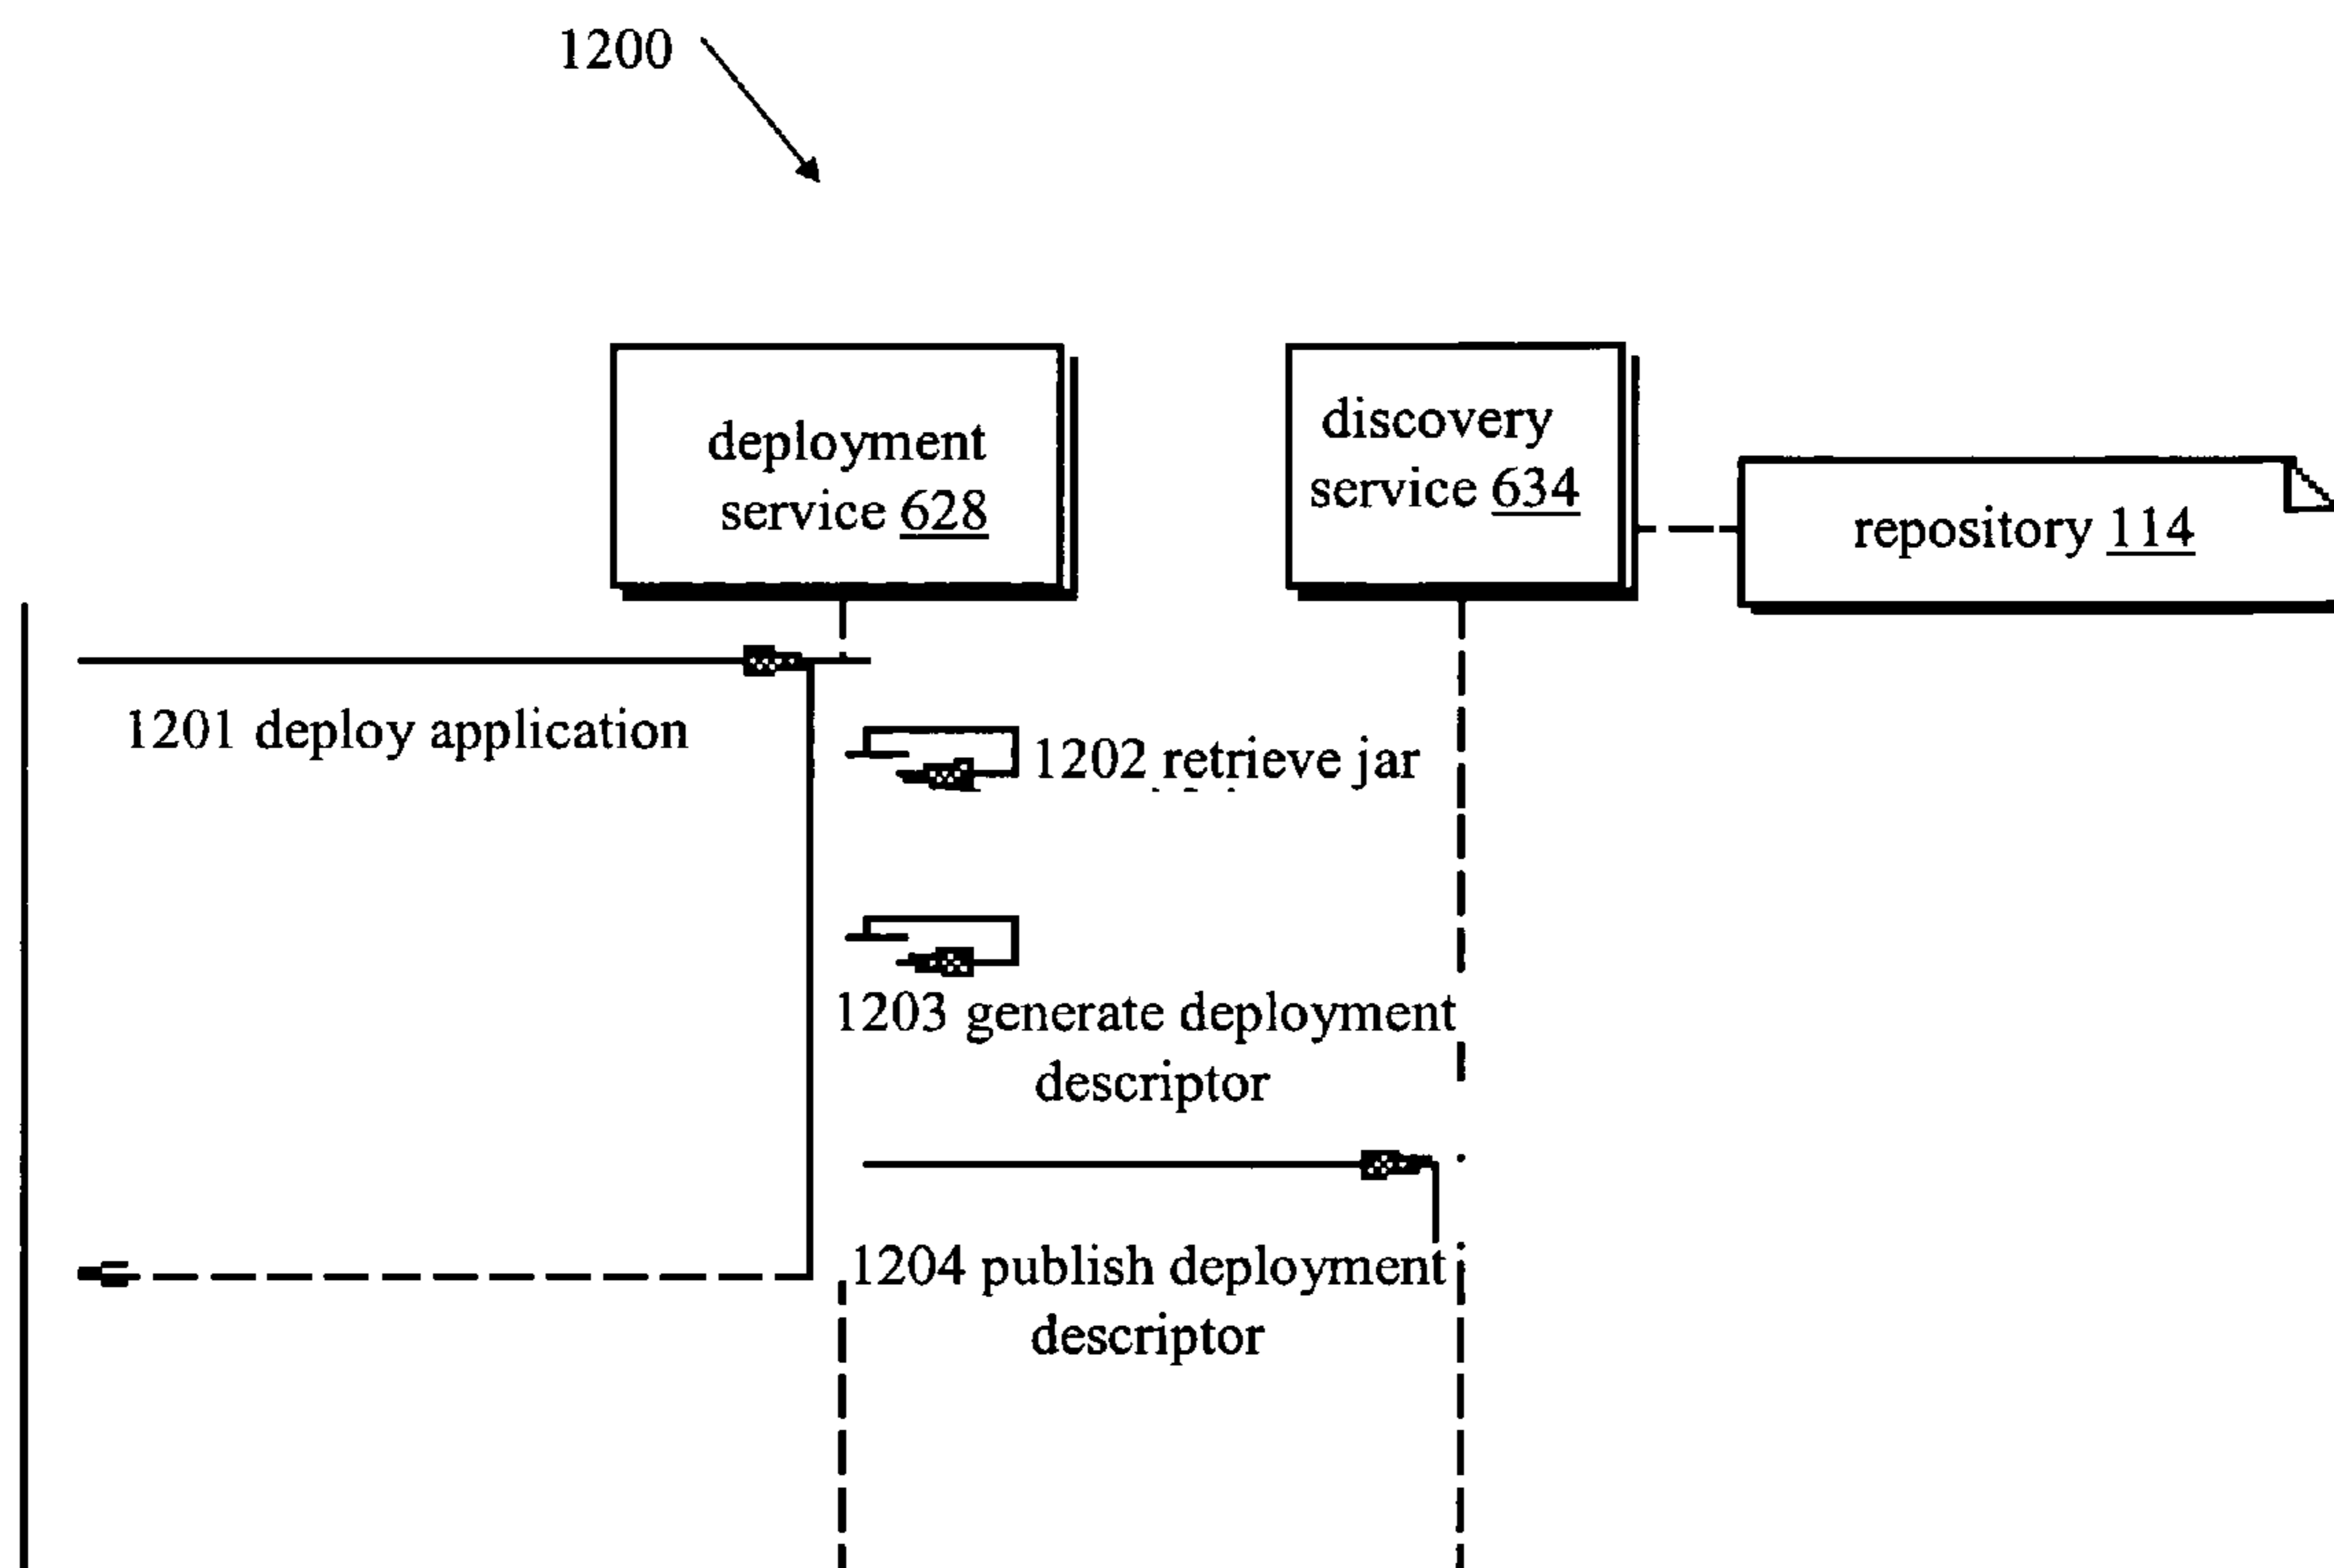 1200
deployment
service 628
discovery
service 634
repository 114
1201 deploy application
1202 retrieve jar
1203 generate deployment
descriptor
1204 publish deployment
descriptor